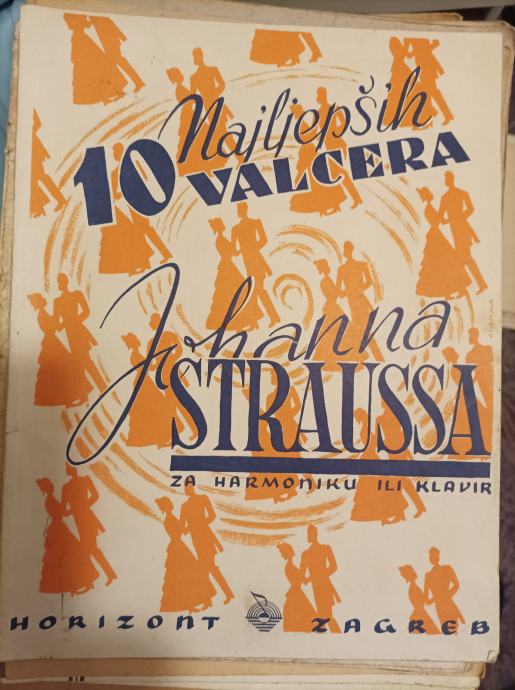 10 Najljepših
VALCERA
Johanna
STRAUSSA
ZA HARMONIKU ILI KLAVIR
HORIZONT ZAGREB